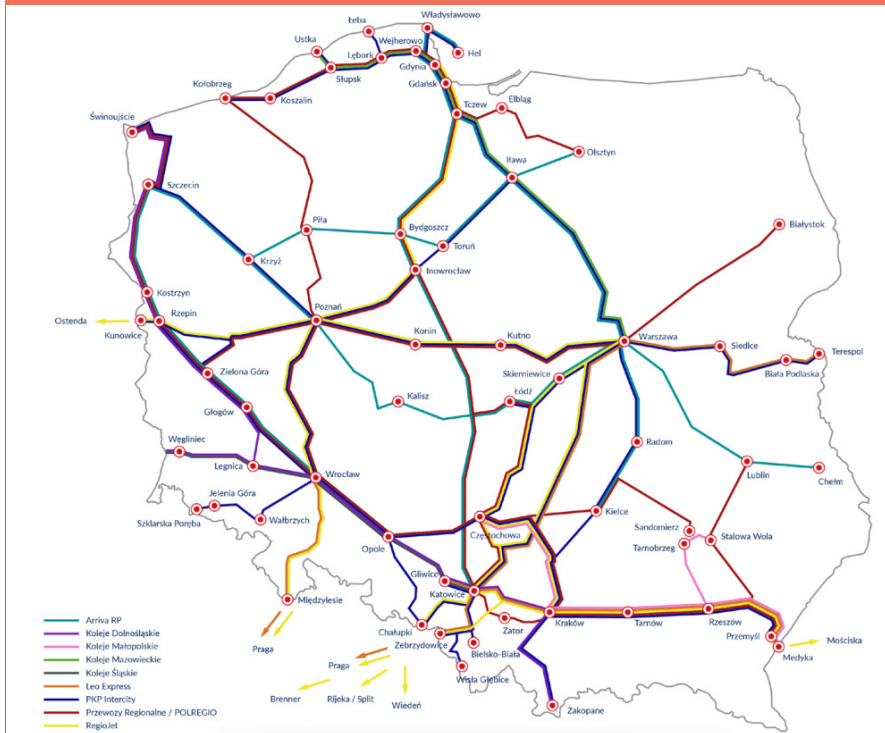 Łeba
Władysławowo
Ustka
Wejherowo
Lębork
Hel
Gdynia
Słupsk
Gdańsk
Kołobrzeg
Koszalin
Tczew
Elbląg
Świnoujście
Olsztyn
Iława
Szczecin
Piła
Bydgoszcz
Toruń
Białystok
Krzyż
Inowrocław
Kostrzyn
Rzepin
Poznań
Ostenda
Kunowice
Konin
Kutno
Warszawa
Siedlce
Terespol
Biała Podlaska
Skierniewice
Zielona Góra
Kalisz
Łódź
Głogów
Radom
Węgliniec
Legnica
Wrocław
Lublin
Chełm
Jelenia Góra
Szklarska Poręba
Wałbrzych
Kielce
Częstochowa
Sandomierz
Tarnobrzeg
Stalowa Wola
Opole
Gliwice
Katowice
Międzylesie
Chałupki
Zebrzydowice
Zator
Kraków
Tarnów
Rzeszów
Przemyśl
Medyka
Mościska
Bielsko-Biała
Wisła Głębice
Zakopane
Praga
Praga
Brenner
Rijeka / Split
Wiedeń
Arriva RP
Koleje Dolnośląskie
Koleje Małopolskie
Koleje Mazowieckie
Koleje Śląskie
Leo Express
PKP Intercity
Przewozy Regionalne / POLREGIO
RegioJet